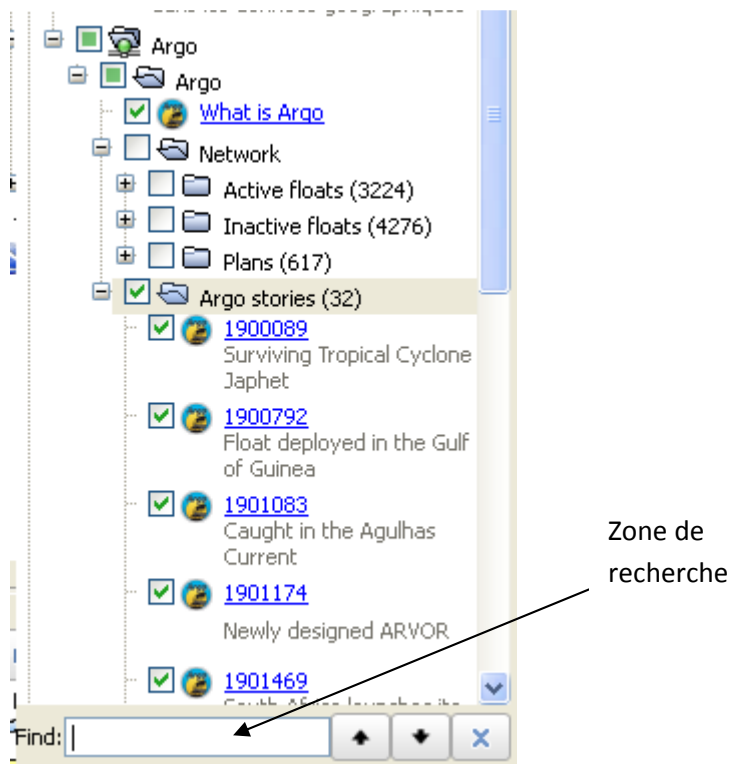 Argo
Argo
What is Argo
Network
Active floats (3224)
Inactive floats (4276)
Plans (617)
Argo stories (32)
1900089
Surviving Tropical Cyclone
Japhet
1900792
Float deployed in the Gulf
of Guinea
1901083
Caught in the Agulhas
Current
1901174
Newly designed ARVOR
1901469
Zone de
recherche
Find: